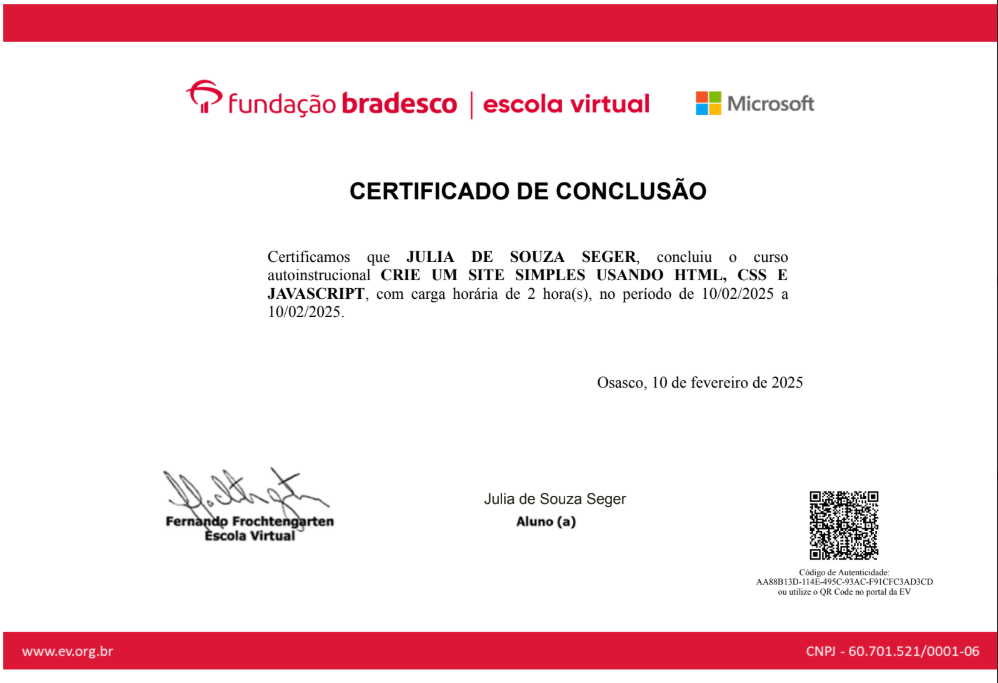 fundação bradesco | escola virtual Microsoft
CERTIFICADO DE CONCLUSÃO
Certificamos que JULIA DE SOUZA SEGER, concluiu o curso
autoinstrucional CRIE UM SITE SIMPLES USANDO HTML, CSS E
JAVASCRIPT, com carga horária de 2 hora(s), no período de 10/02/2025 a
10/02/2025.
Osasco, 10 de fevereiro de 2025
Fernando Frochtengarten
Escola Virtual
Julia de Souza Seger
Aluno (a)
Código de Autenticidade:
AA88B13D-114E-495C-93AC-F91CFC3AD3CD
ou utilize o QR Code no portal da EV
www.ev.org.br
CNPJ - 60.701.521/0001-06